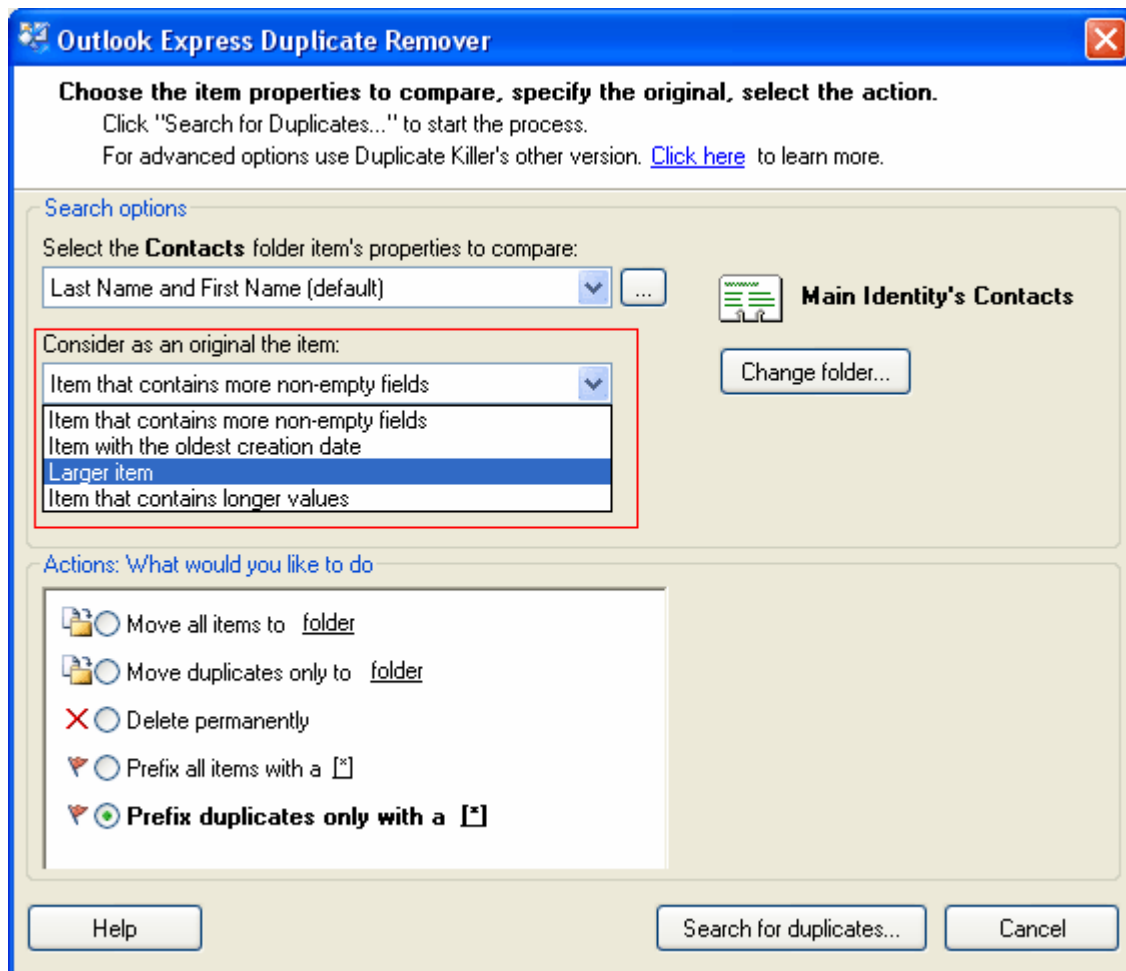 Outlook Express Duplicate Remover
Choose the item properties to compare, specify the original, select the action.
Click "Search for Duplicates..." to start the process.
For advanced options use Duplicate Killer's other version. Click here to learn more.
Search options
Select the Contacts folder item's properties to compare:
Last Name and First Name (default)
...
Main Identity's Contacts
Consider as an original the item:
Item that contains more non-empty fields
Change folder...
Item that contains more non-empty fields
Item with the oldest creation date
Larger item
Item that contains longer values
Actions: What would you like to do
Move all items to folder
Move duplicates only to folder
Delete permanently
Prefix all items with a [*]
Prefix duplicates only with a [*]
Help
Search for duplicates...
Cancel